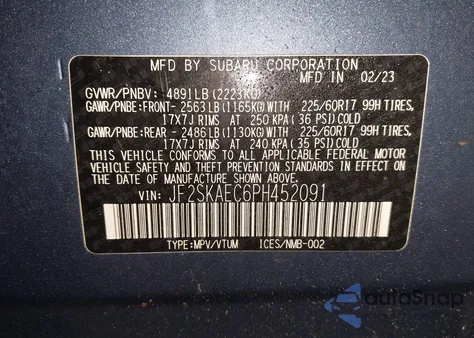 MFD BY SUBARU CORPORATION
GVWR/PNBV: 4891LB(2223KG) IN 02/23
GAWR/PNBE:FRONT- 2563LB(1165KG)WITH 225/60R17 99H TIRES,
17X7J RIMS AT 250 KPA(36 PSI)COLD
GAWR/PNBE:REAR - 2486LB(1130KG)WITH 225/60R17 99H TIRES,
17X7J RIMS AT 240 KPA(35 PSI)COLD
THIS VEHICLE CONFORMS TO ALL APPLICABLE FEDERAL MOTOR
VEHICLE SAFETY STANDARDS IN EFFECT ON THE
DATE OF MANUFACTURE SHOWN ABOVE.
VIN: JF2SKAEC6PH452091
TYPE:MPV/VTUM ICES/NMB-002
autoSnap